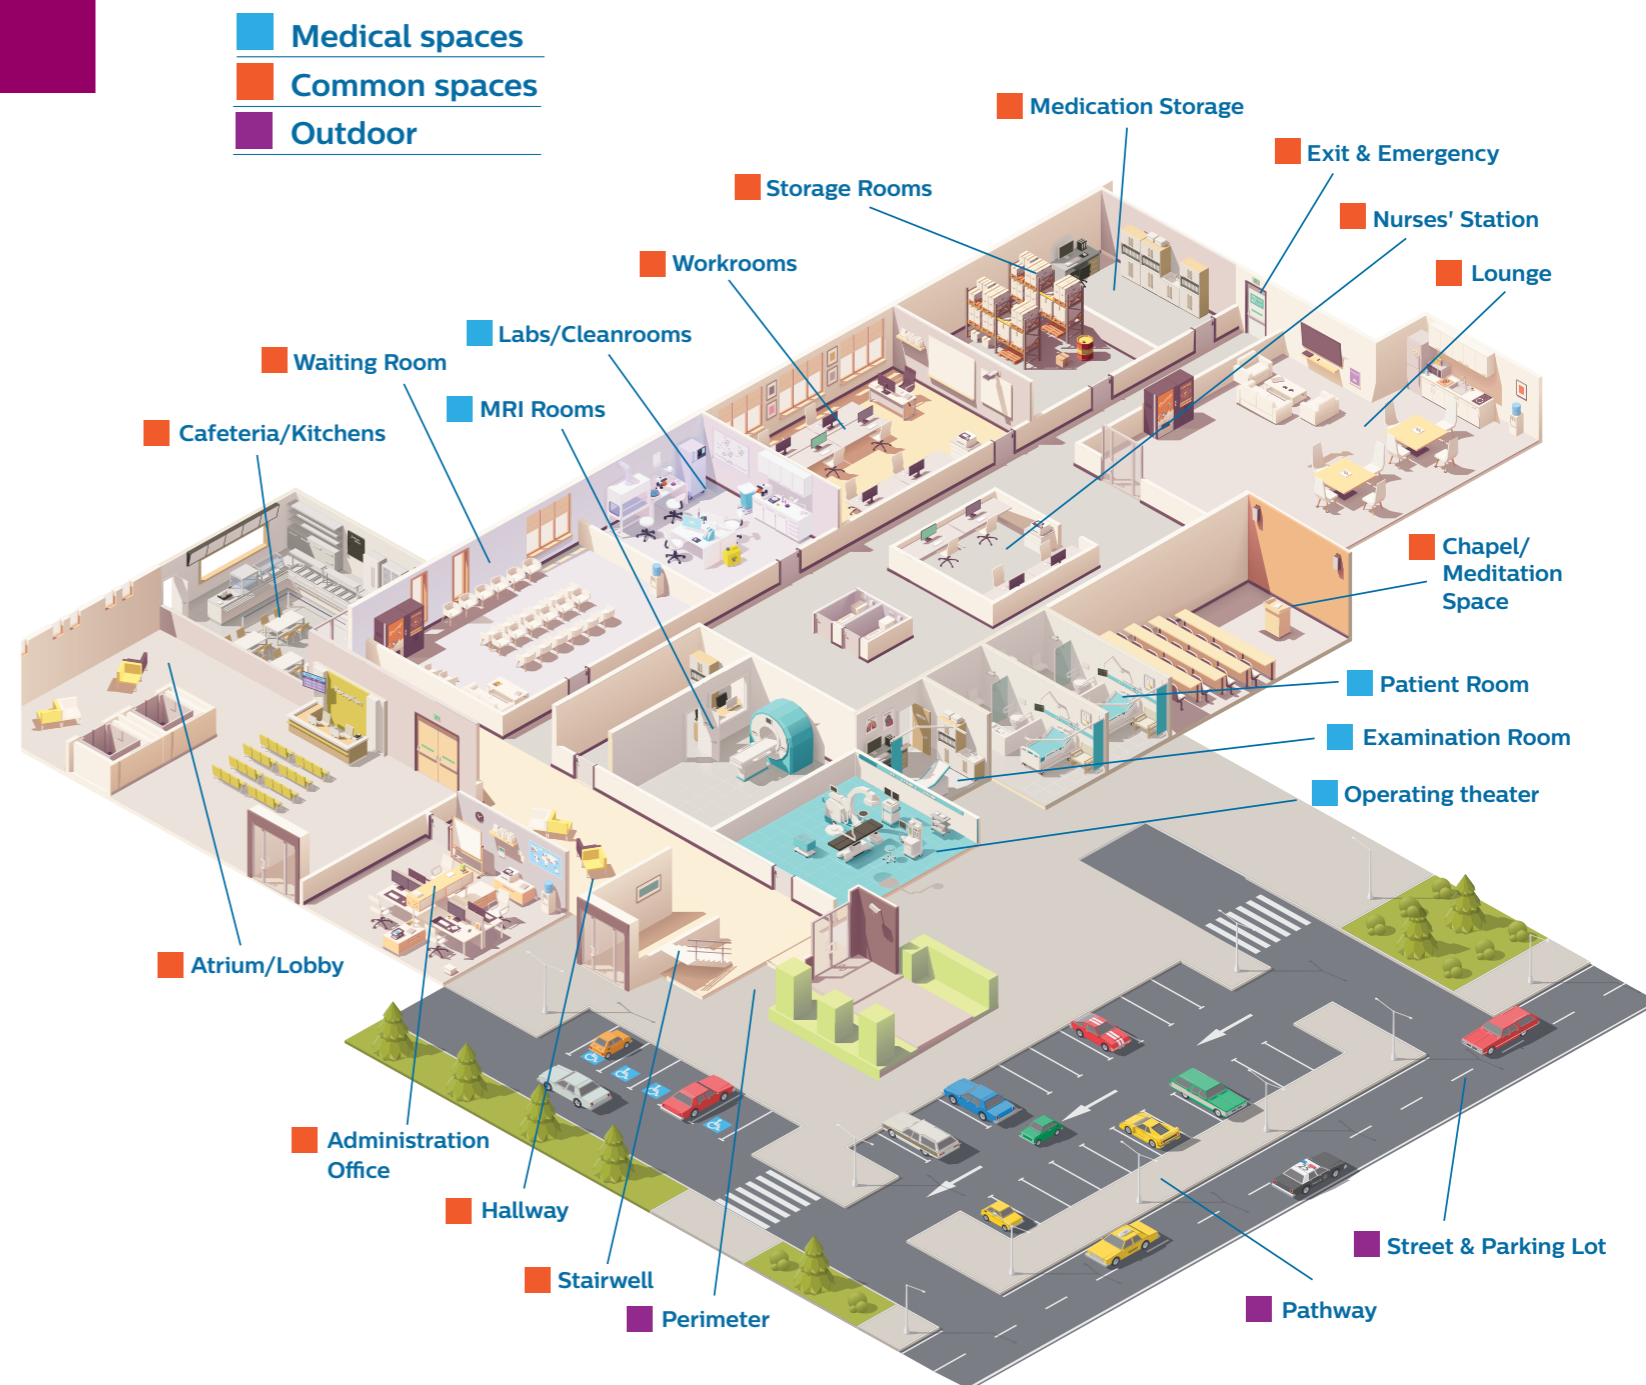 Medical spaces
Common spaces
Outdoor
Medication Storage
Exit & Emergency
Storage Rooms
Nurses' Station
Workrooms
Lounge
Labs/Cleanrooms
Waiting Room
MRI Rooms
Cafeteria/Kitchens
Chapel/
Meditation
Space
Patient Room
Examination Room
Operating theater
Atrium/Lobby
Administration
Office
Hallway
Stairwell
Perimeter
Street & Parking Lot
Pathway